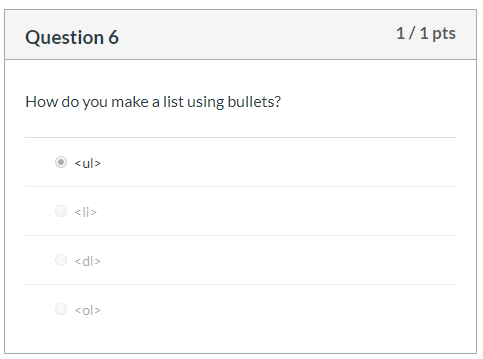 Question 6
1 / 1 pts
How do you make a list using bullets?
<ul>
<li>
<dl>
<ol>